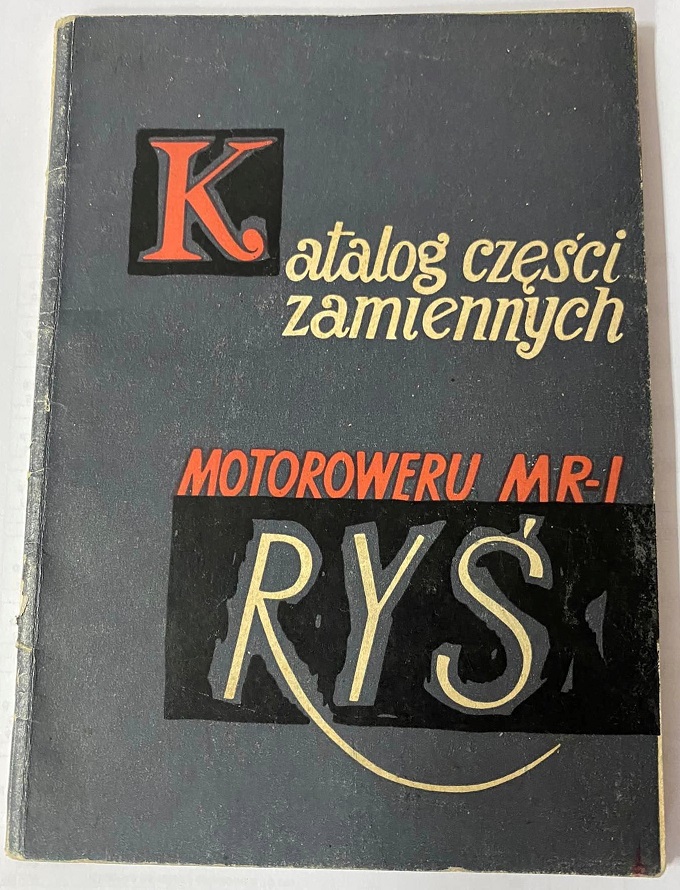 Katalog części
zamiennych
MOTOROWERU MR-1
RYŚ